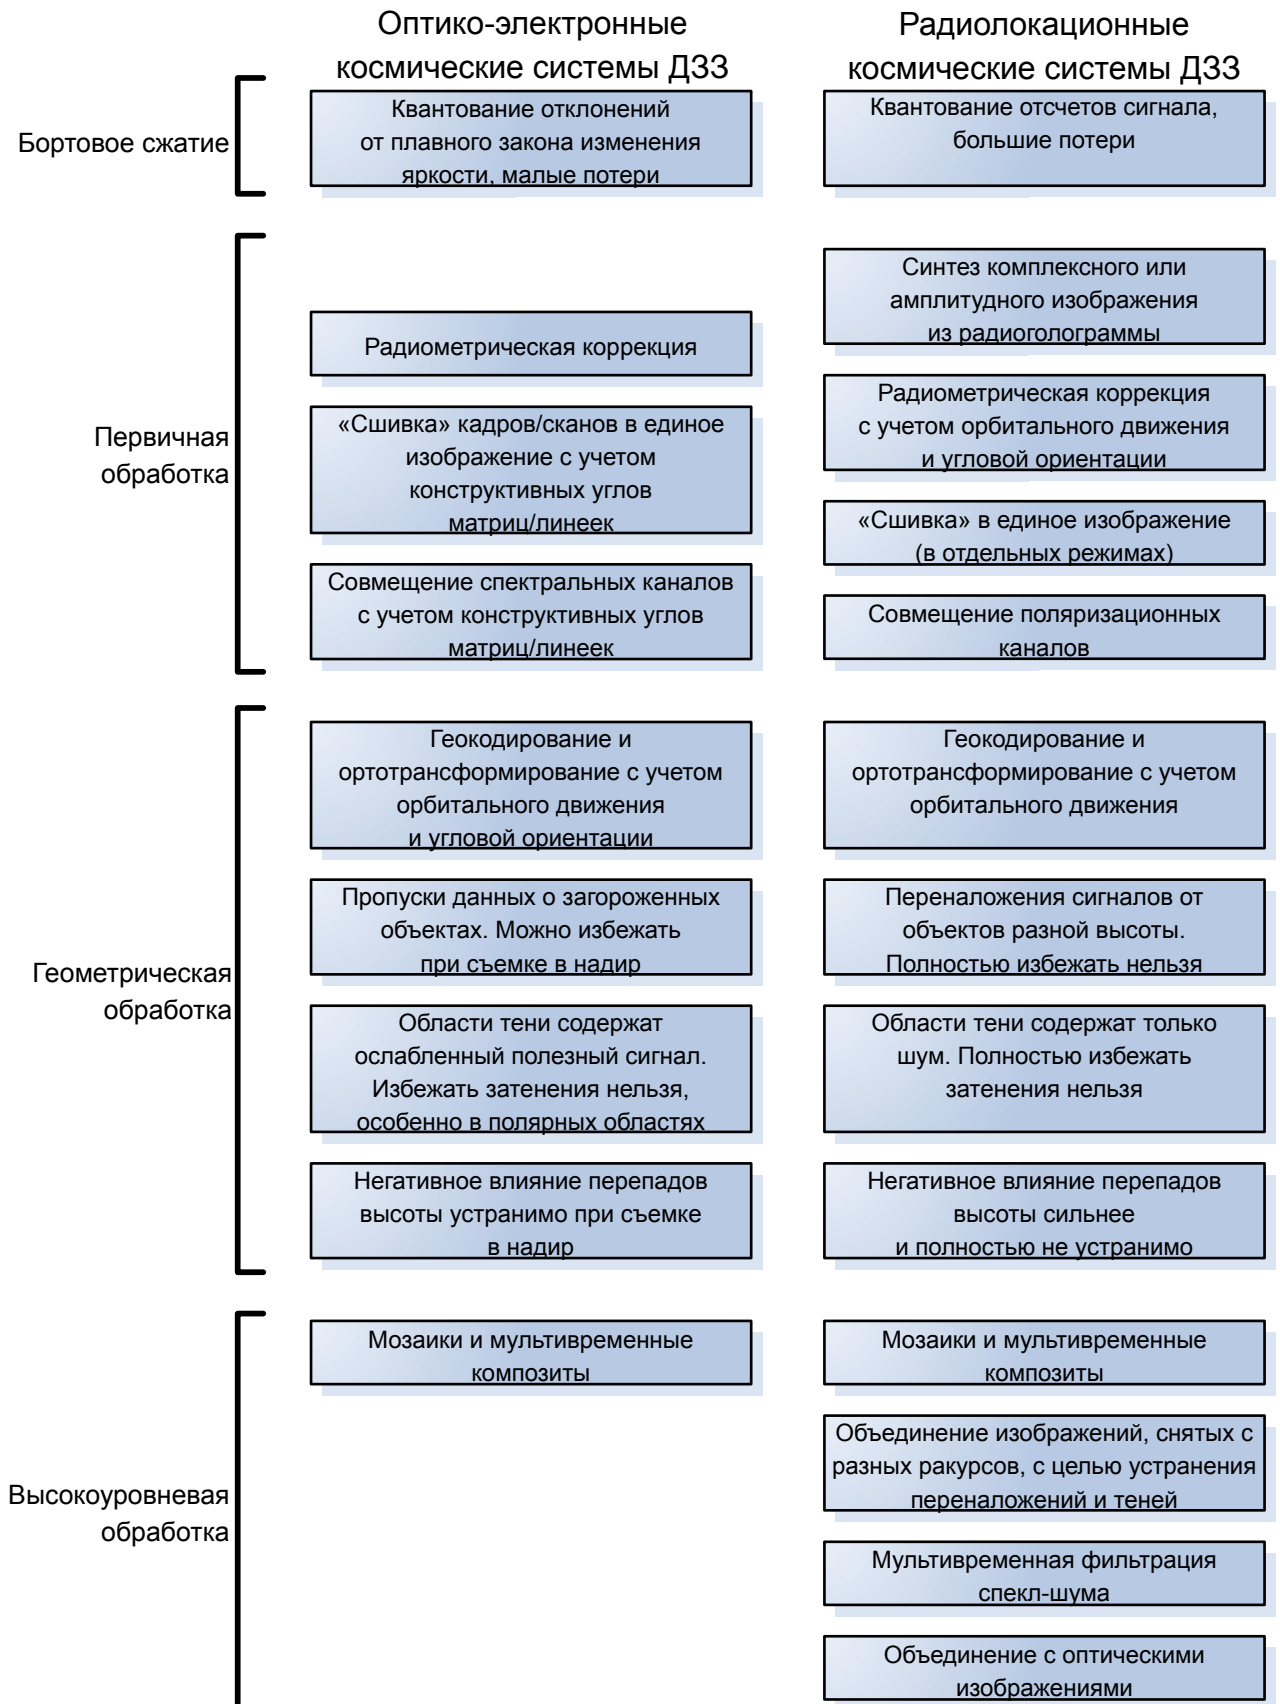 Оптико-электронные
космические системы ДЗЗ
Радиолокационные
космические системы ДЗЗ
Бортовое сжатие
Квантование отклонений
от плавного закона изменения
яркости, малые потери
Квантование отсчетов сигнала,
большие потери
Первичная
обработка
Радиометрическая коррекция
«Сшивка» кадров/сканов в единое
изображение с учетом
конструктивных углов
матриц/линеек
Совмещение спектральных каналов
с учетом конструктивных углов
матриц/линеек
Синтез комплексного или
амплитудного изображения
из радиоголограммы
Радиометрическая коррекция
с учетом орбитального движения
и угловой ориентации
«Сшивка» в единое изображение
(в отдельных режимах)
Совмещение поляризационных
каналов
Геометрическая
обработка
Геокодирование и
ортотрансформирование с учетом
орбитального движения
и угловой ориентации
Пропуски данных о загороженных
объектах. Можно избежать
при съемке в надир
Области тени содержат
ослабленный полезный сигнал.
Избежать затенения нельзя,
особенно в полярных областях
Негативное влияние перепадов
высоты устранимо при съемке
в надир
Геокодирование и
ортотрансформирование с учетом
орбитального движения
Переналожения сигналов от
объектов разной высоты.
Полностью избежать нельзя
Области тени содержат только
шум. Полностью избежать
затенения нельзя
Негативное влияние перепадов
высоты сильнее
и полностью не устранимо
Высокоуровневая
обработка
Мозаики и мультивременные
композиты
Мозаики и мультивременные
композиты
Объединение изображений, снятых с
разных ракурсов, с целью устранения
переналожений и теней
Мультивременная фильтрация
спекл-шума
Объединение с оптическими
изображениями